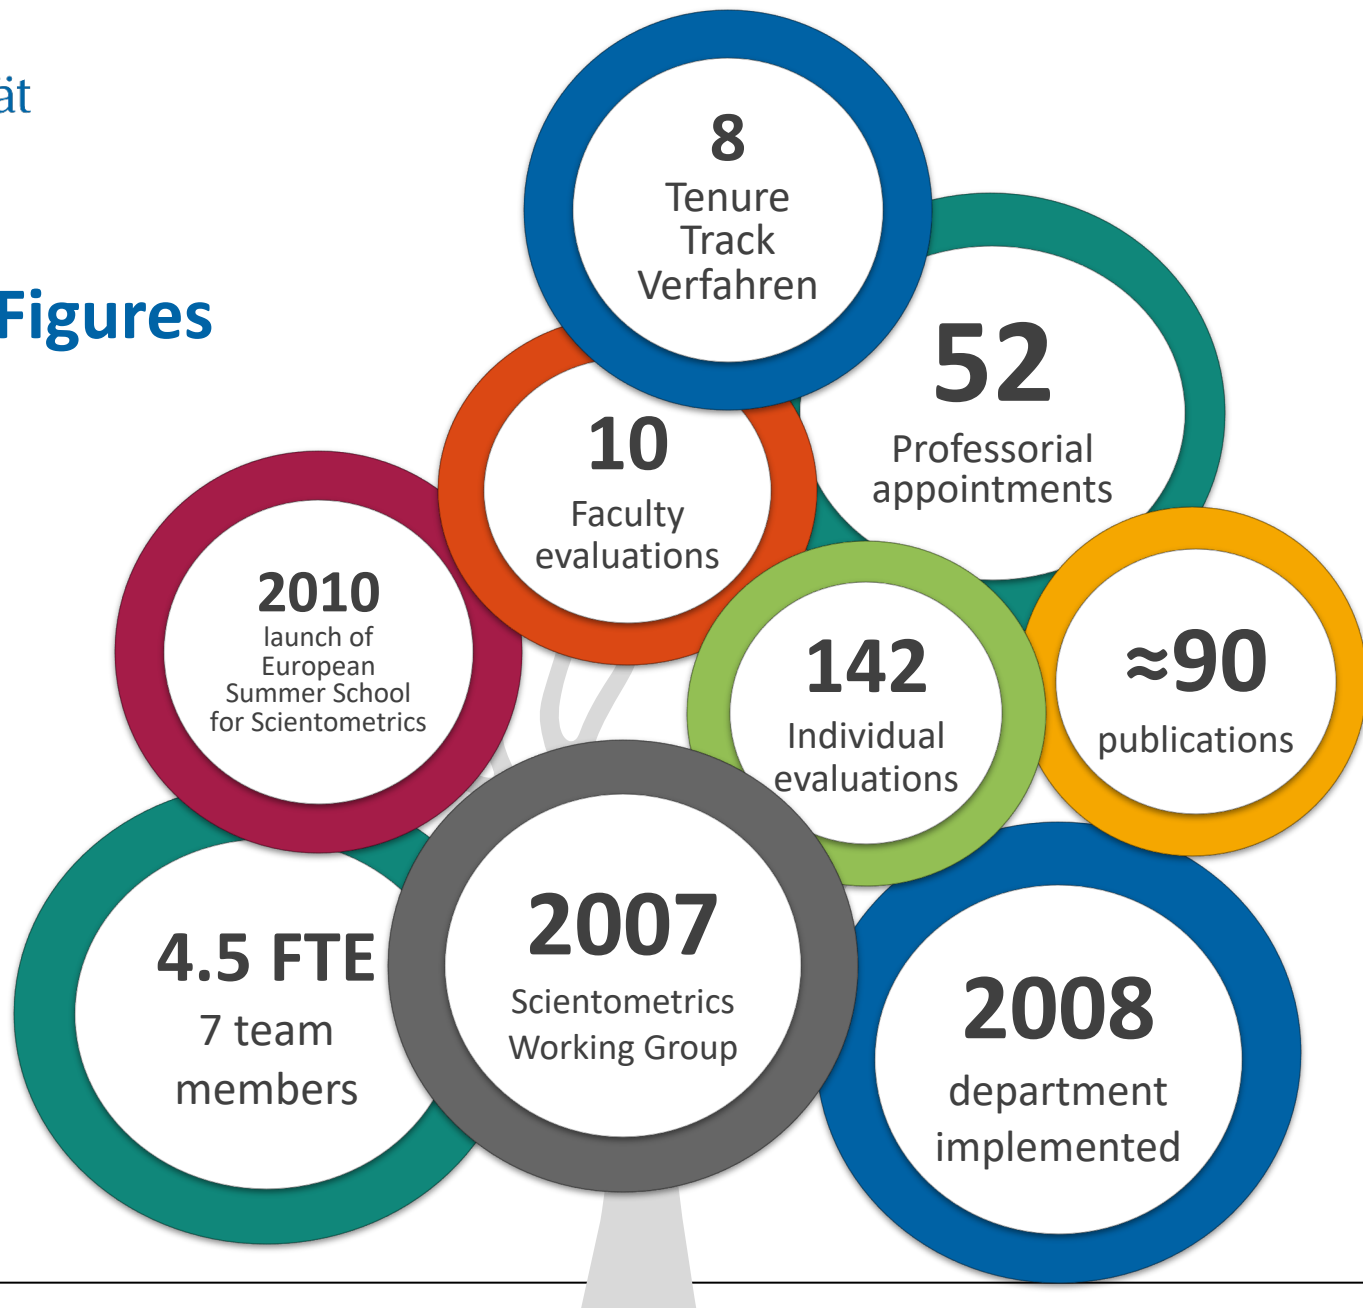 ät
Figures
8
Tenure
Track
Verfahren
52
Professorial
appointments
10
Faculty
evaluations
2010
launch of
European
Summer School
for Scientometrics
142
Individual
evaluations
≈90
publications
4.5 FTE
7 team
members
2007
Scientometrics
Working Group
2008
department
implemented